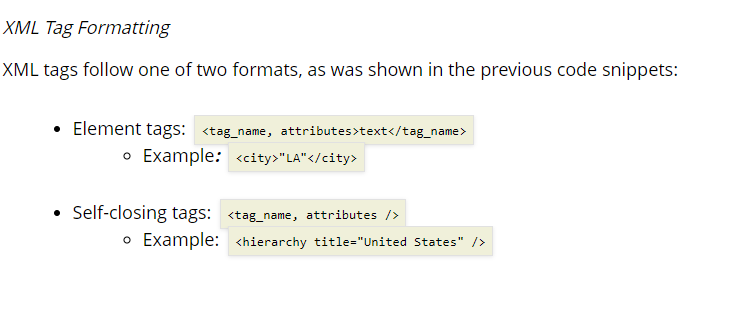 XML Tag Formatting
XML tags follow one of two formats, as was shown in the previous code snippets:
• Element tags: <tag_name, attributes>text</tag_name>
○ Example: <city>"LA"</city>
• Self-closing tags: <tag_name, attributes />
○ Example: <hierarchy title="United States" />